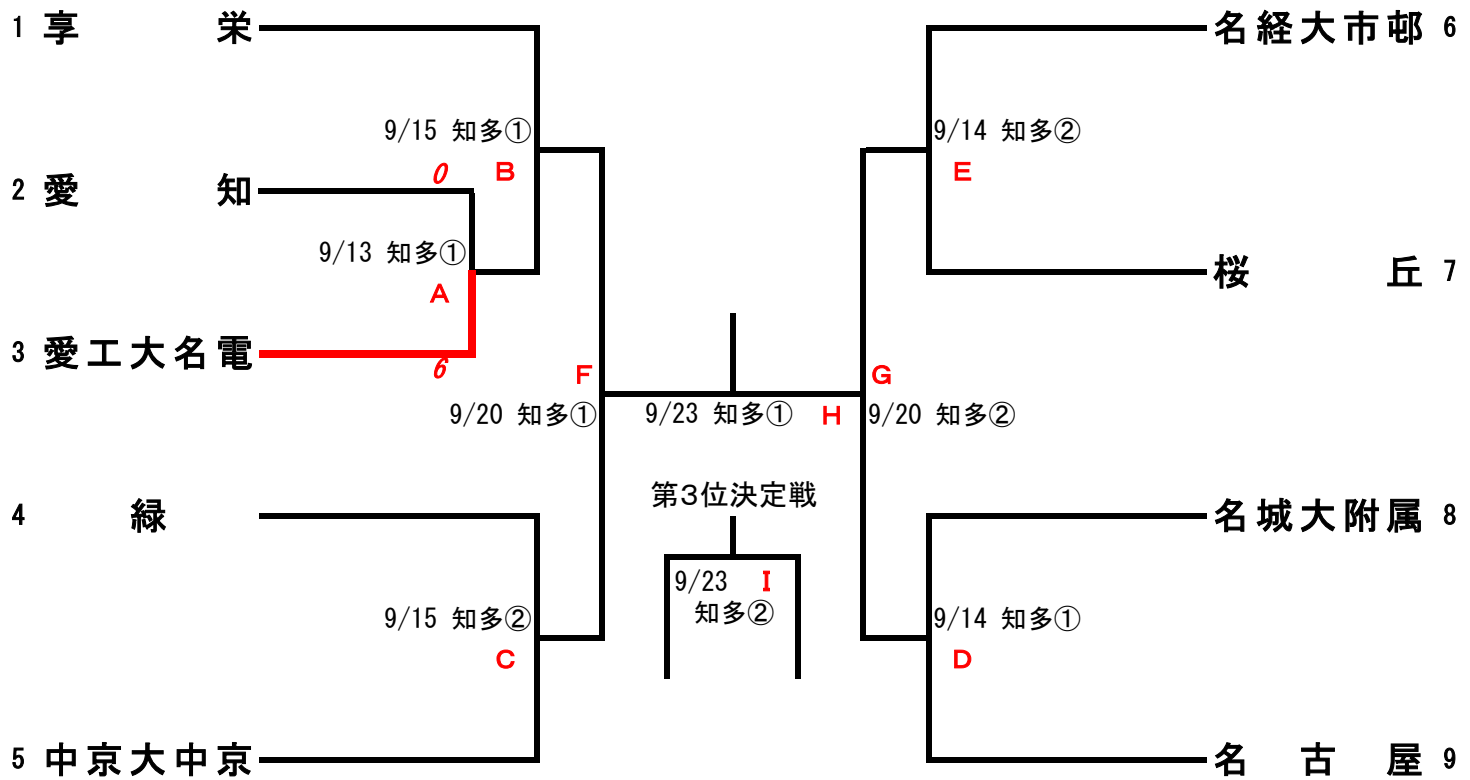 1 享栄
名経大市邨 6
9/15 知多①
B
9/14 知多②
E
2 愛知
0
9/13 知多①
A
桜丘 7
3 愛工大名電
6
F
9/20 知多①
9/23 知多①
H
G
9/20 知多②
4 緑
第3位決定戦
名城大附属 8
9/23 I
知多②
9/15 知多②
C
9/14 知多①
D
5 中京大中京
名古屋 9